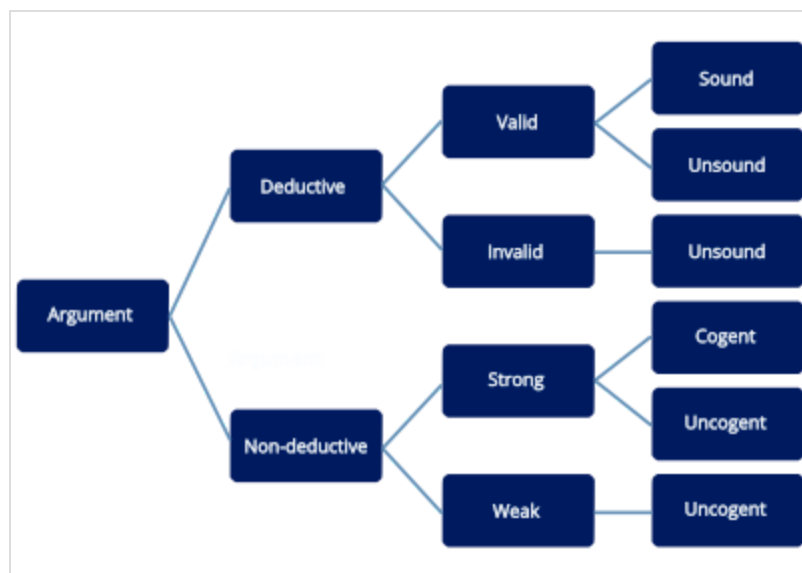 Sound
Valid
Unsound
Deductive
Invalid
Unsound
Argument
Cogent
Strong
Uncogent
Non-deductive
Weak
Uncogent